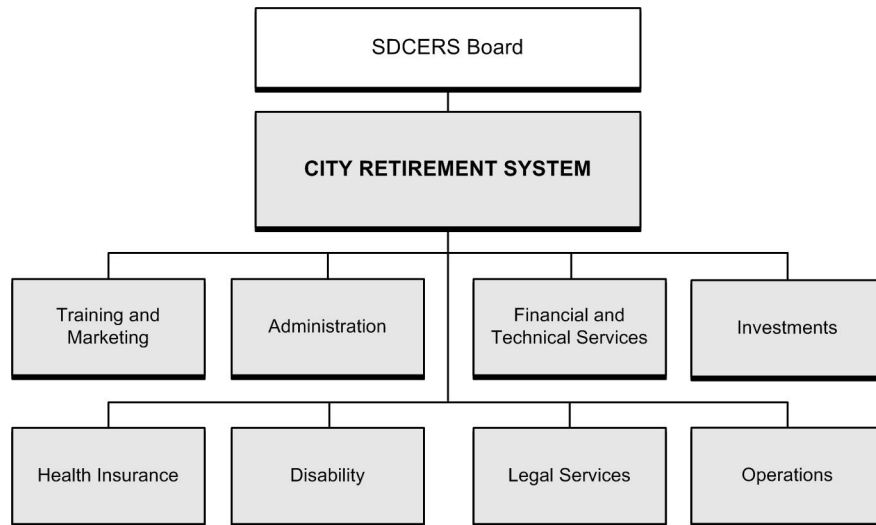 SDCERS Board
CITY RETIREMENT SYSTEM
Training and
Marketing
Administration
Financial and
Technical Services
Investments
Health Insurance
Disability
Legal Services
Operations